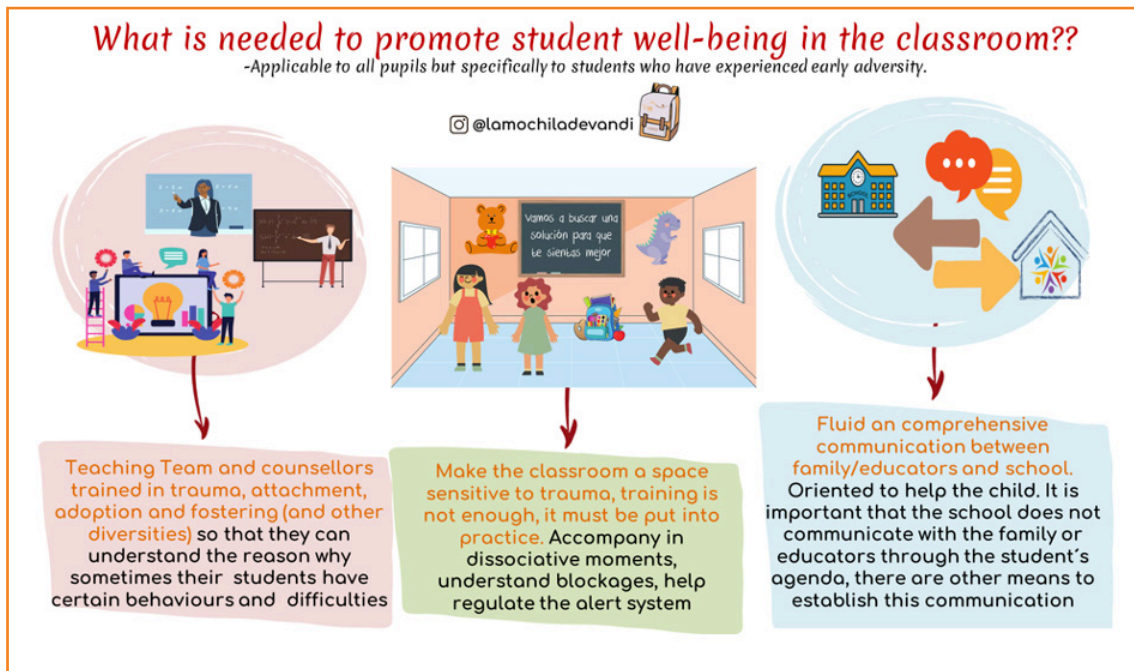 What is needed to promote student well-being in the classroom??
-Applicable to all pupils but specifically to students who have experienced early adversity.
@lamochiladevandi
Vamos a buscar una
solución para que
te sientas mejor
SCHOOL
Teaching Team and counsellors
trained in trauma, attachment,
adoption and fostering (and other
diversities) so that they can
understand the reason why
sometimes their students have
certain behaviours and difficulties
Make the classroom a space
sensitive to trauma, training is
not enough, it must be put into
practice. Accompany in
dissociative moments,
understand blockages, help
regulate the alert system
Fluid an comprehensive
communication between
family/educators and school.
Oriented to help the child. It is
important that the school does not
communicate with the family or
educators through the student´s
agenda, there are other means to
establish this communication